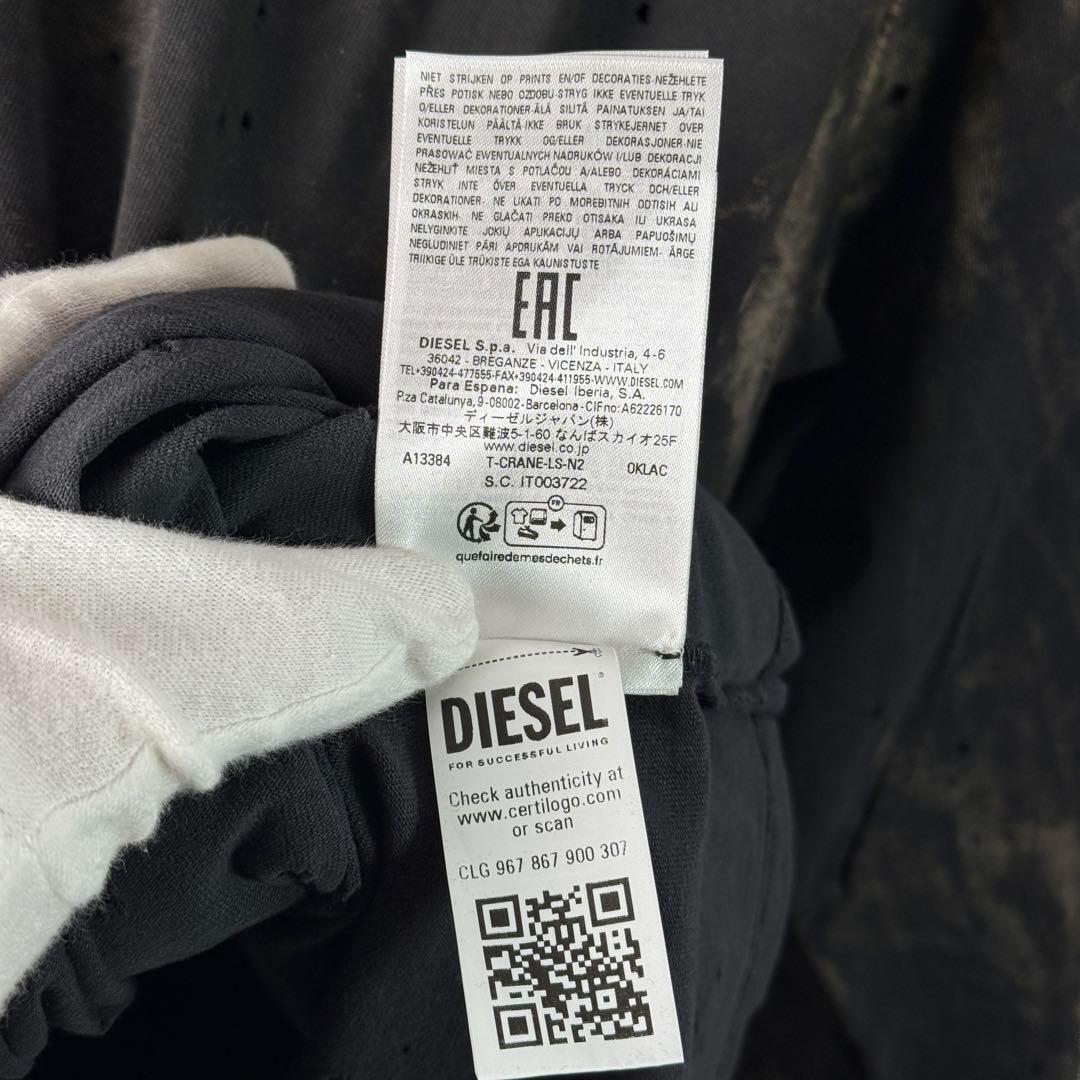 NIET STRIJKEN OP PRINTS EN/OF DECORATIES-NEŽEHLETE
PŘES POTISK NEBO OZDOBU-STRYG IKKE EVENTUELLE TRYK
O/ELLER DEKORATIONER-ÄLÄ SILITÄ PAINATUKSEN JA/TAI
KORISTELUN PÄÄLTÄ-IKKE BRUK STRYKEJERNET OVER
EVENTUELLE TRYKK OG/ELLER DEKORASJONER-NIE
PRASOWAĆ EWENTUALNYCH NADRUKÓW I/LUB DEKORACJI
NEŽEHLIŤ MIESTA S POTLAČOU A/ALEBO DEKORÁCIAMI
STRYK INTE ÖVER EVENTUELLA TRYCK OCH/ELLER
DEKORATIONER- NE LIKATI PO MOREBITNIH ODTISIH ALI
OKRASKIH- NE GLAČATI PREKO OTISAKA ILI UKRASA
NELYGINKITE JOKIŲ APLIKACIJŲ ARBA PAPUOŠIMŲ
NEGLUDINIET PĀRI APDRUKĀM VAI ROTĀJUMIEM- ÄRGE
TRIIKIGE ÜLE TRÜKISTE EGA KAUNISTUSTE
EAC
DIESEL S.p.a. Via dell' Industria, 4-6
36042 - BREGANZE - VICENZA - ITALY
TEL+390424-477555-FAX+390424-411955-WWW.DIESEL.COM
Para Espana: Diesel Iberia, S.A.
P.za Catalunya,9-08002-Barcelona-CIFno:A62226170
ディーゼルジャパン(株)
大阪市中央区難波5-1-60 なんばスカイオ25F
www.diesel.co.jp
A13384 T-CRANE-LS-N2 0KLAC
S.C. IT003722
FR
quefairedemesdechets.fr
DIESEL®
FOR SUCCESSFUL LIVING
Check authenticity at
www.certilogo.com
or scan
CLG 967 867 900 307